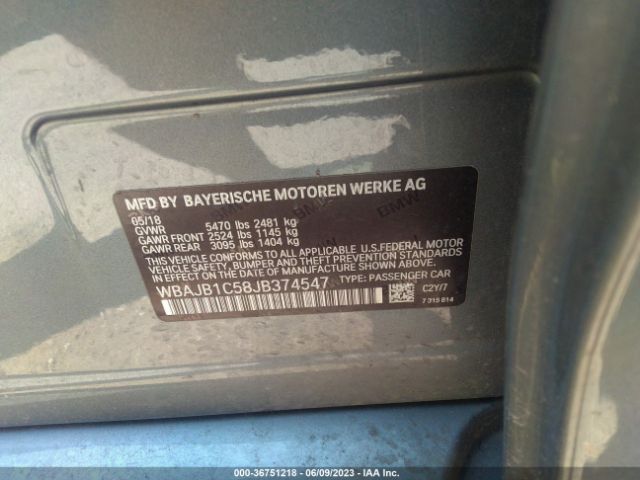 MFD BY BAYERISCHE MOTOREN WERKE AG
05/18
GVWR 5470 lbs 2481 kg
GAWR FRONT 2524 lbs 1145 kg
GAWR REAR 3095 lbs 1404 kg
THIS VEHICLE CONFORMS TO ALL APPLICABLE U.S.FEDERAL MOTOR
VEHICLE SAFETY, BUMPER, AND THEFT PREVENTION STANDARDS
IN EFFECT ON THE DATE OF MANUFACTURE SHOWN ABOVE.
WBAJB1C58JB374547 TYPE: PASSENGER CAR
C2Y/7
7 315 814
000-36751218 - 06/09/2023 - IAA Inc.